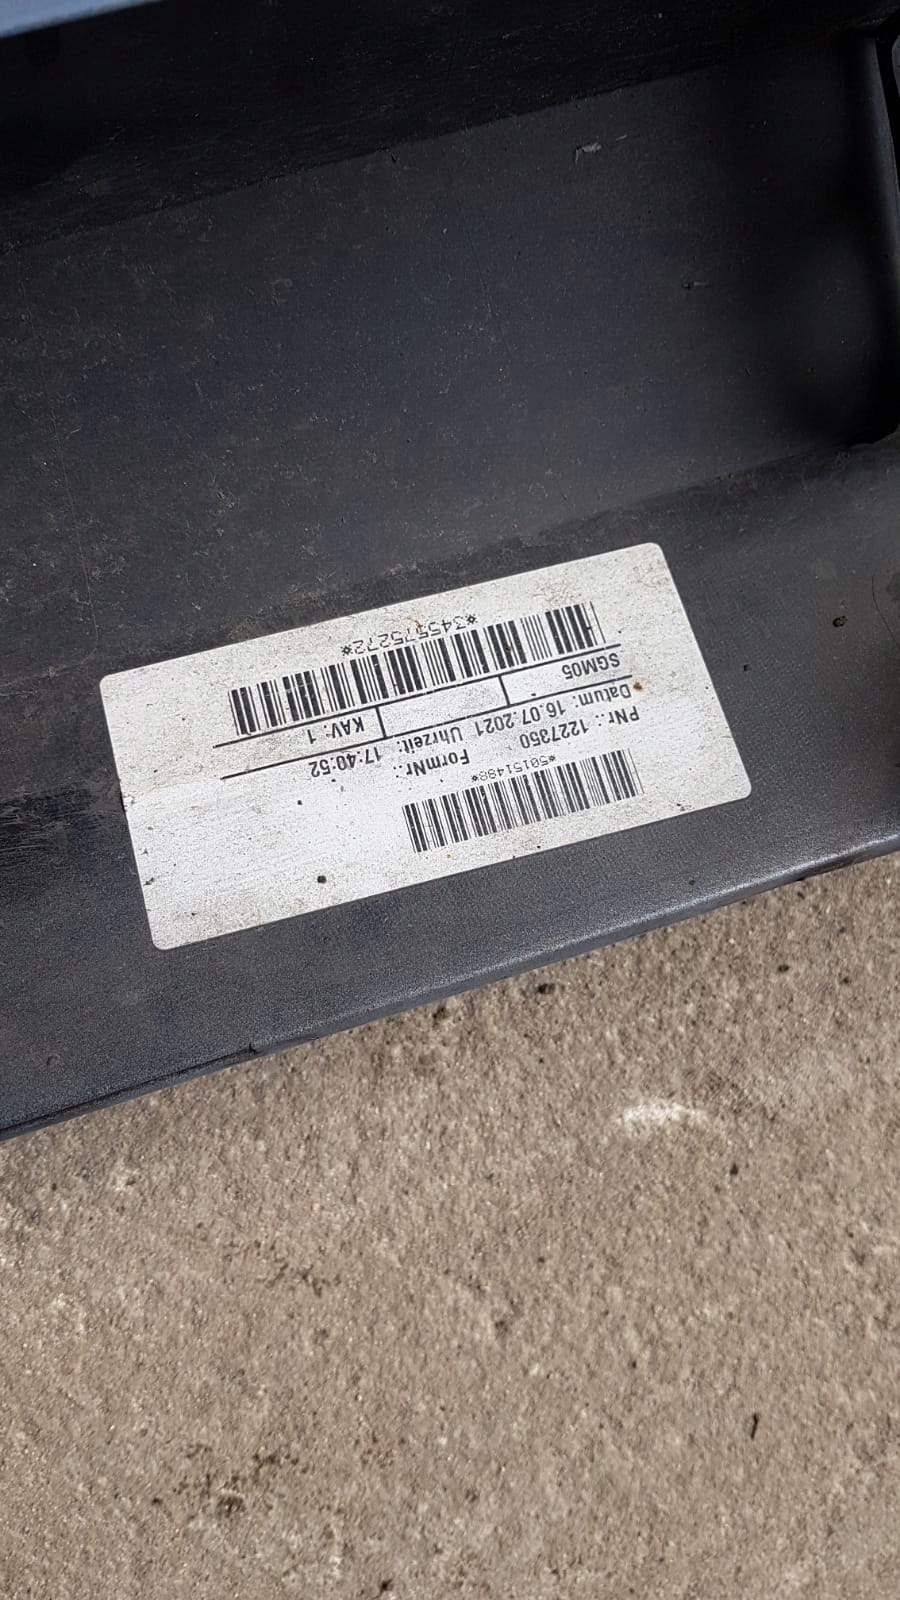 *50151488*
PNr.: 1227350 FormNr.:
Datum: 16.07.2021 Uhrzeit: 17:40:52
SGM05 KAV: 1
*345575272*